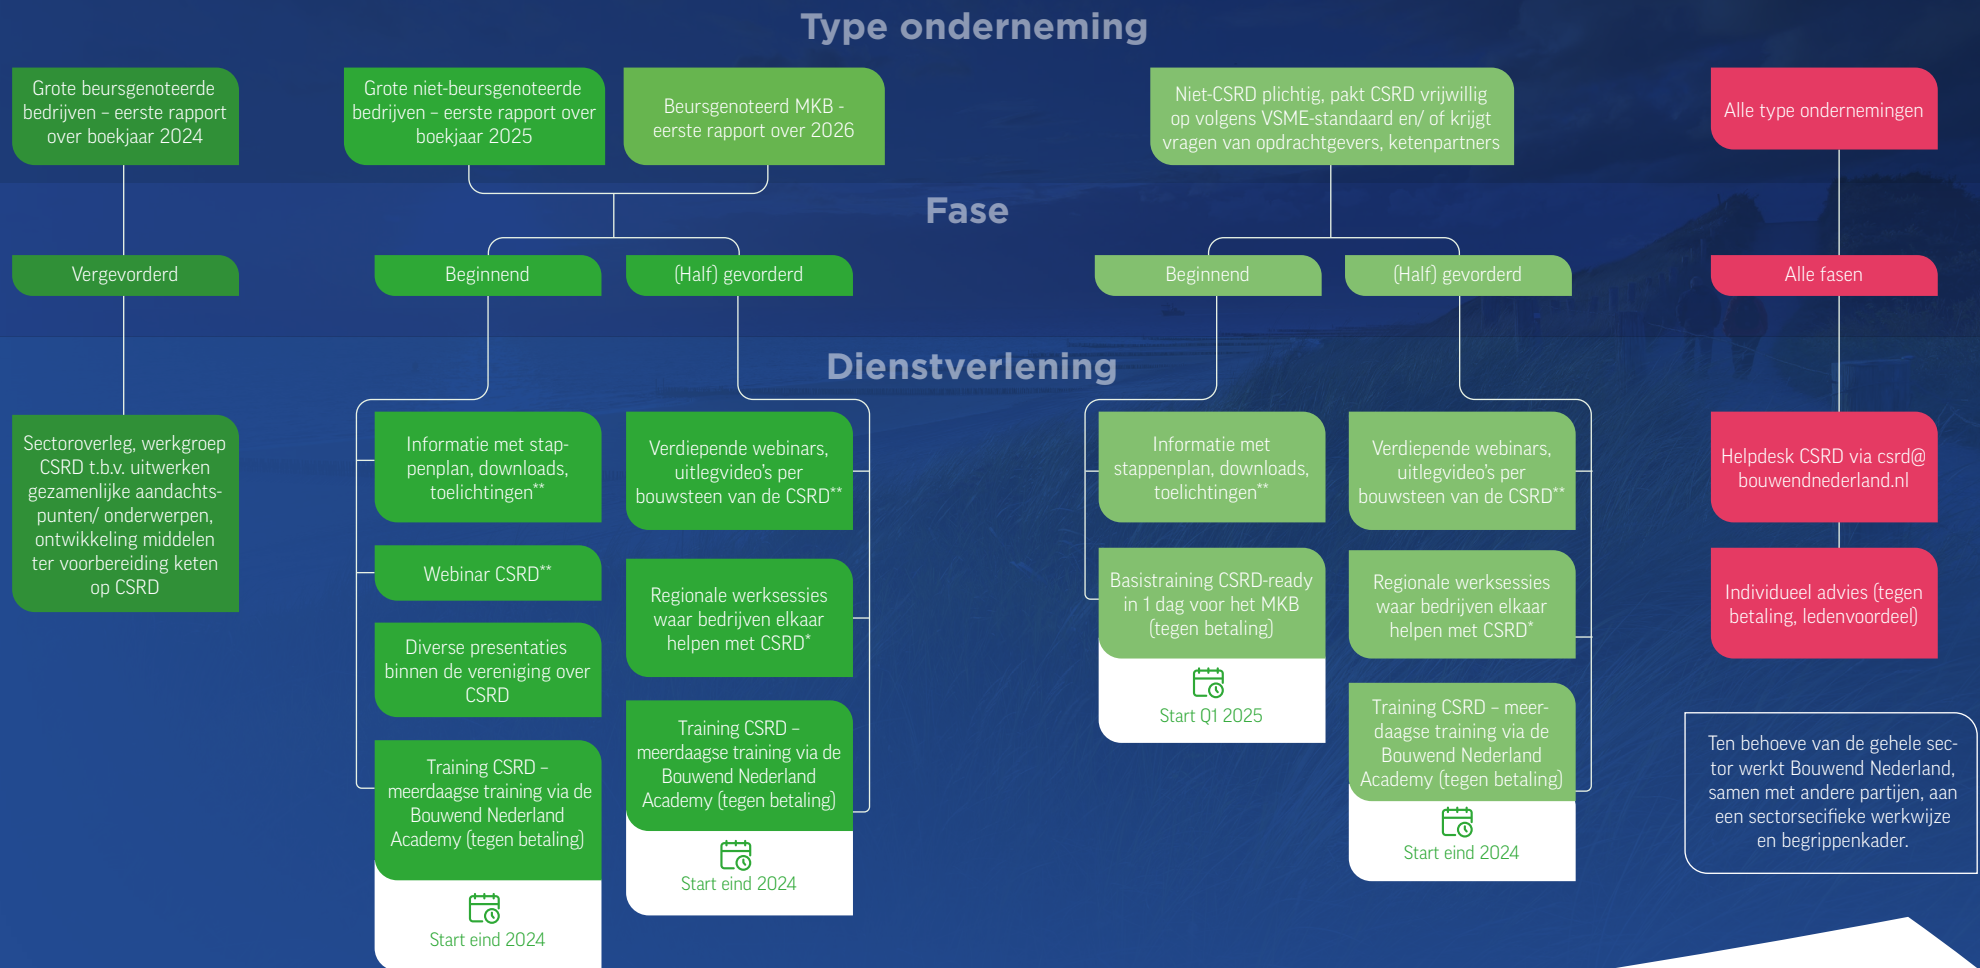 Type onderneming
Grote beursgenoteerde
bedrijven – eerste rapport
over boekjaar 2024
Grote niet-beursgenoteerde
bedrijven – eerste rapport over
boekjaar 2025
Beursgenoteerd MKB -
eerste rapport over 2026
Niet-CSRD plichtig, pakt CSRD vrijwillig
op volgens VSME-standaard en/ of krijgt
vragen van opdrachtgevers, ketenpartners
Alle type ondernemingen
Fase
Vergevorderd
Beginnend
(Half) gevorderd
Beginnend
(Half) gevorderd
Alle fasen
Dienstverlening
Sectoroverleg, werkgroep
CSRD t.b.v. uitwerken
gezamenlijke aandachts-
punten/ onderwerpen,
ontwikkeling middelen
ter voorbereiding keten
op CSRD
Informatie met stap-
penplan, downloads,
toelichtingen**
Webinar CSRD**
Diverse presentaties
binnen de vereniging over
CSRD
Training CSRD –
meerdaagse training via de
Bouwend Nederland
Academy (tegen betaling)
Start eind 2024
Verdiepende webinars,
uitlegvideo's per
bouwsteen van de CSRD**
Regionale werksessies
waar bedrijven elkaar
helpen met CSRD*
Training CSRD –
meerdaagse training via de
Bouwend Nederland
Academy (tegen betaling)
Start eind 2024
Informatie met
stappenplan, downloads,
toelichtingen**
Basistraining CSRD-ready
in 1 dag voor het MKB
(tegen betaling)
Start Q1 2025
Verdiepende webinars,
uitlegvideo's per
bouwsteen van de CSRD**
Regionale werksessies
waar bedrijven elkaar
helpen met CSRD*
Training CSRD – meer-
daagse training via de
Bouwend Nederland
Academy (tegen betaling)
Start eind 2024
Helpdesk CSRD via csrd@
bouwendnederland.nl
Individueel advies (tegen
betaling, ledenvoordeel)
Ten behoeve van de gehele sec-
tor werkt Bouwend Nederland,
samen met andere partijen, aan
een sectorsecifieke werkwijze
en begrippenkader.